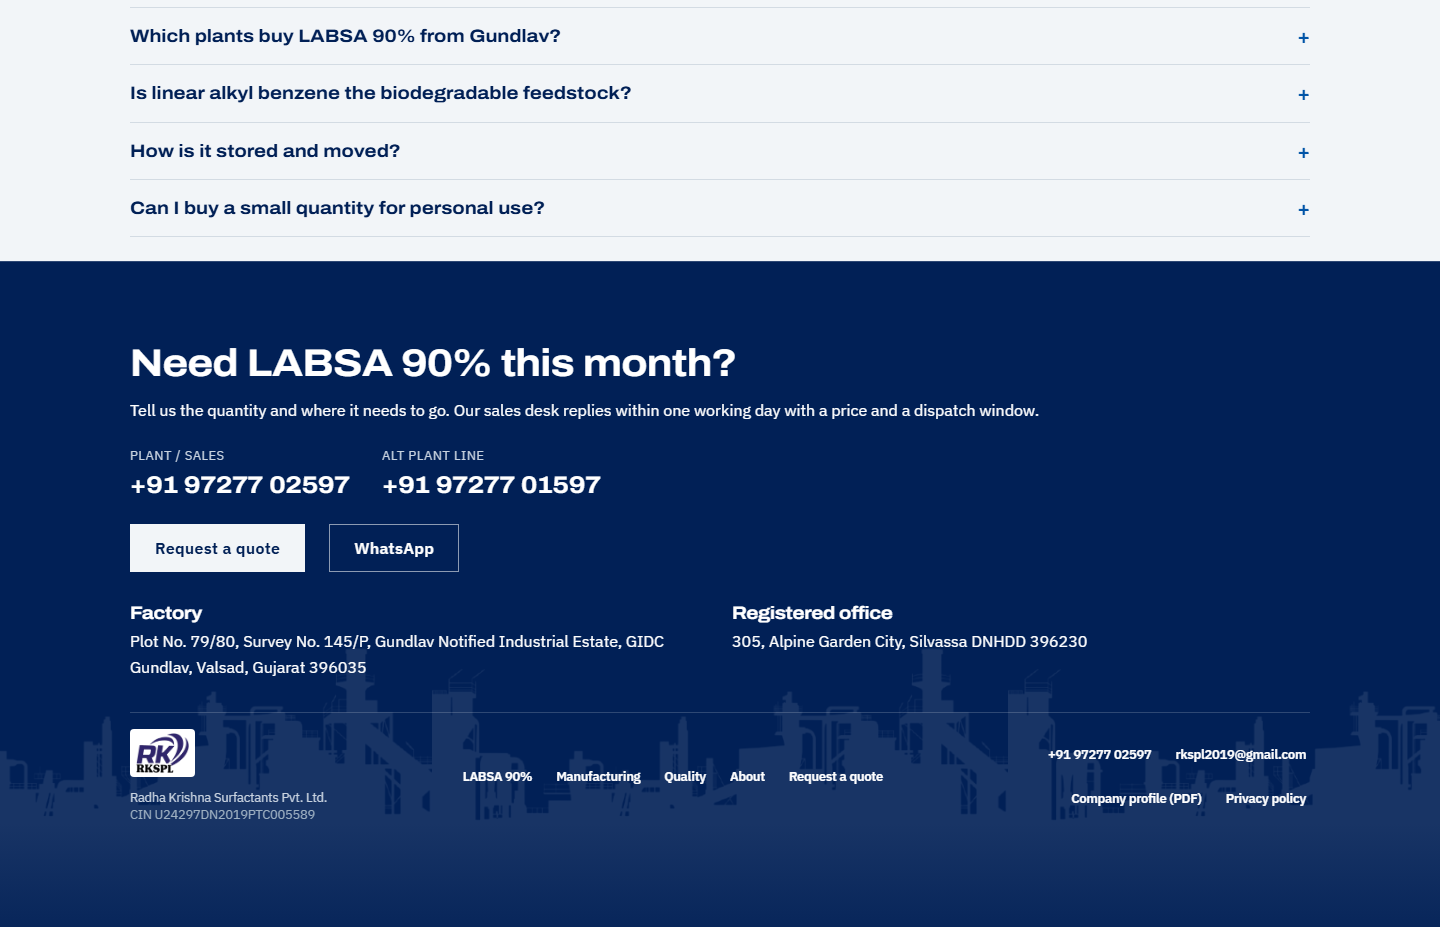 Which plants buy LABSA 90% from Gundlav?
+
Is linear alkyl benzene the biodegradable feedstock?
+
How is it stored and moved?
+
Can I buy a small quantity for personal use?
+
Need LABSA 90% this month?
Tell us the quantity and where it needs to go. Our sales desk replies within one working day with a price and a dispatch window.
PLANT / SALES
+91 97277 02597
ALT PLANT LINE
+91 97277 01597
Request a quote
WhatsApp
Factory
Plot No. 79/80, Survey No. 145/P, Gundlav Notified Industrial Estate, GIDC
Gundlav, Valsad, Gujarat 396035
Registered office
305, Alpine Garden City, Silvassa DNHDD 396230
RK
RKSPL
Radha Krishna Surfactants Pvt. Ltd.
CIN U24297DN2019PTC005589
LABSA 90%
Manufacturing
Quality
About
Request a quote
+91 97277 02597
rkspl2019@gmail.com
Company profile (PDF)
Privacy policy